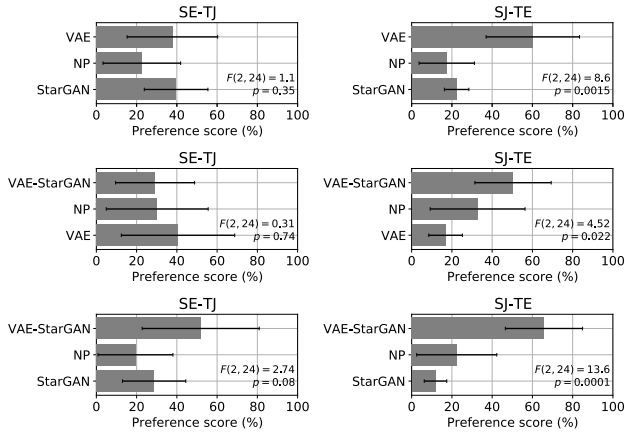 SE-TJ
VAE
NP
StarGAN
F(2, 24) = 1.1
p = 0.35
0 20 40 60 80 100
Preference score (%)
SJ-TE
VAE
NP
StarGAN
F(2, 24) = 8.6
p = 0.0015
0 20 40 60 80 100
Preference score (%)
SE-TJ
VAE-StarGAN
NP
VAE
F(2, 24) = 0.31
p = 0.74
0 20 40 60 80 100
Preference score (%)
SJ-TE
VAE-StarGAN
NP
VAE
F(2, 24) = 4.52
p = 0.022
0 20 40 60 80 100
Preference score (%)
SE-TJ
VAE-StarGAN
NP
StarGAN
F(2, 24) = 2.74
p = 0.08
0 20 40 60 80 100
Preference score (%)
SJ-TE
VAE-StarGAN
NP
StarGAN
F(2, 24) = 13.6
p = 0.0001
0 20 40 60 80 100
Preference score (%)